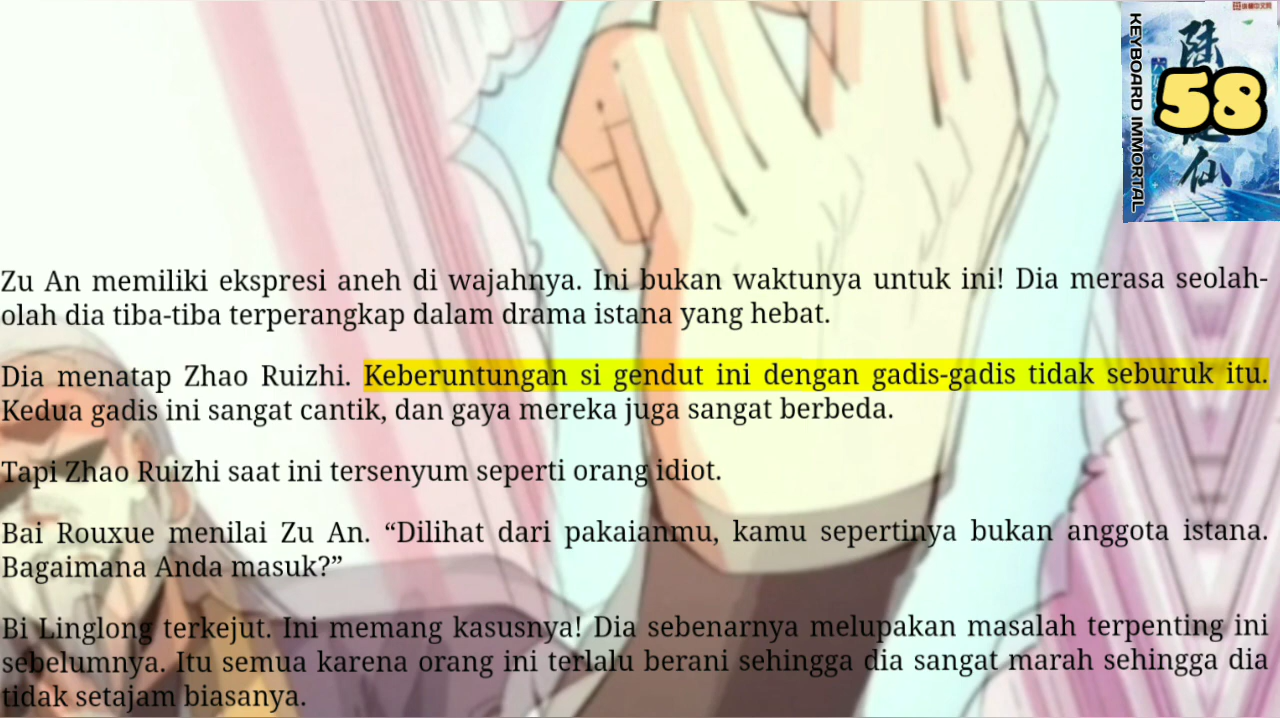 KEYBOARD IMMORTAL
58
Zu An memiliki ekspresi aneh di wajahnya. Ini bukan waktunya untuk ini! Dia merasa seolah-
olah dia tiba-tiba terperangkap dalam drama istana yang hebat.
Dia menatap Zhao Ruizhi. Keberuntungan si gendut ini dengan gadis-gadis tidak seburuk itu.
Kedua gadis ini sangat cantik, dan gaya mereka juga sangat berbeda.
Tapi Zhao Ruizhi saat ini tersenyum seperti orang idiot.
Bai Rouxue menilai Zu An. “Dilihat dari pakaianmu, kamu sepertinya bukan anggota istana.
Bagaimana Anda masuk?”
Bi Linglong terkejut. Ini memang kasusnya! Dia sebenarnya melupakan masalah terpenting ini
sebelumnya. Itu semua karena orang ini terlalu berani sehingga dia sangat marah sehingga dia
tidak setajam biasanya.